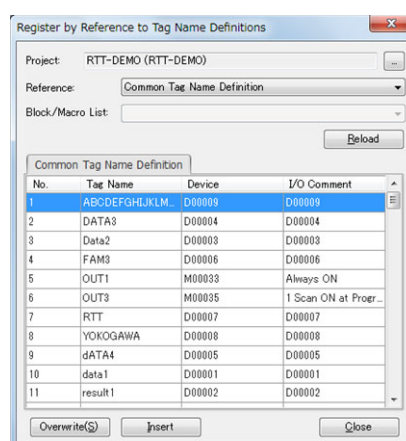 Register by Reference to Tag Name Definitions
Project: RTT-DEMO (RTT-DEMO) ...
Reference: Common Tag Name Definition
Block/Macro List:
Reload
Common Tag Name Definition
No. Tag Name Device I/O Comment
1 ABCDEFGHIJKLM... D00009 D00009
2 DATA3 D00004 D00004
3 Data2 D00003 D00003
4 FAM3 D00006 D00006
5 OUT1 M00033 Always ON
6 OUT3 M00035 1 Scan ON at Progr...
7 RTT D00007 D00007
8 YOKOGAWA D00008 D00008
9 dATA4 D00005 D00005
10 data1 D00001 D00001
11 result1 D00002 D00002
Overwrite(S) Insert Close